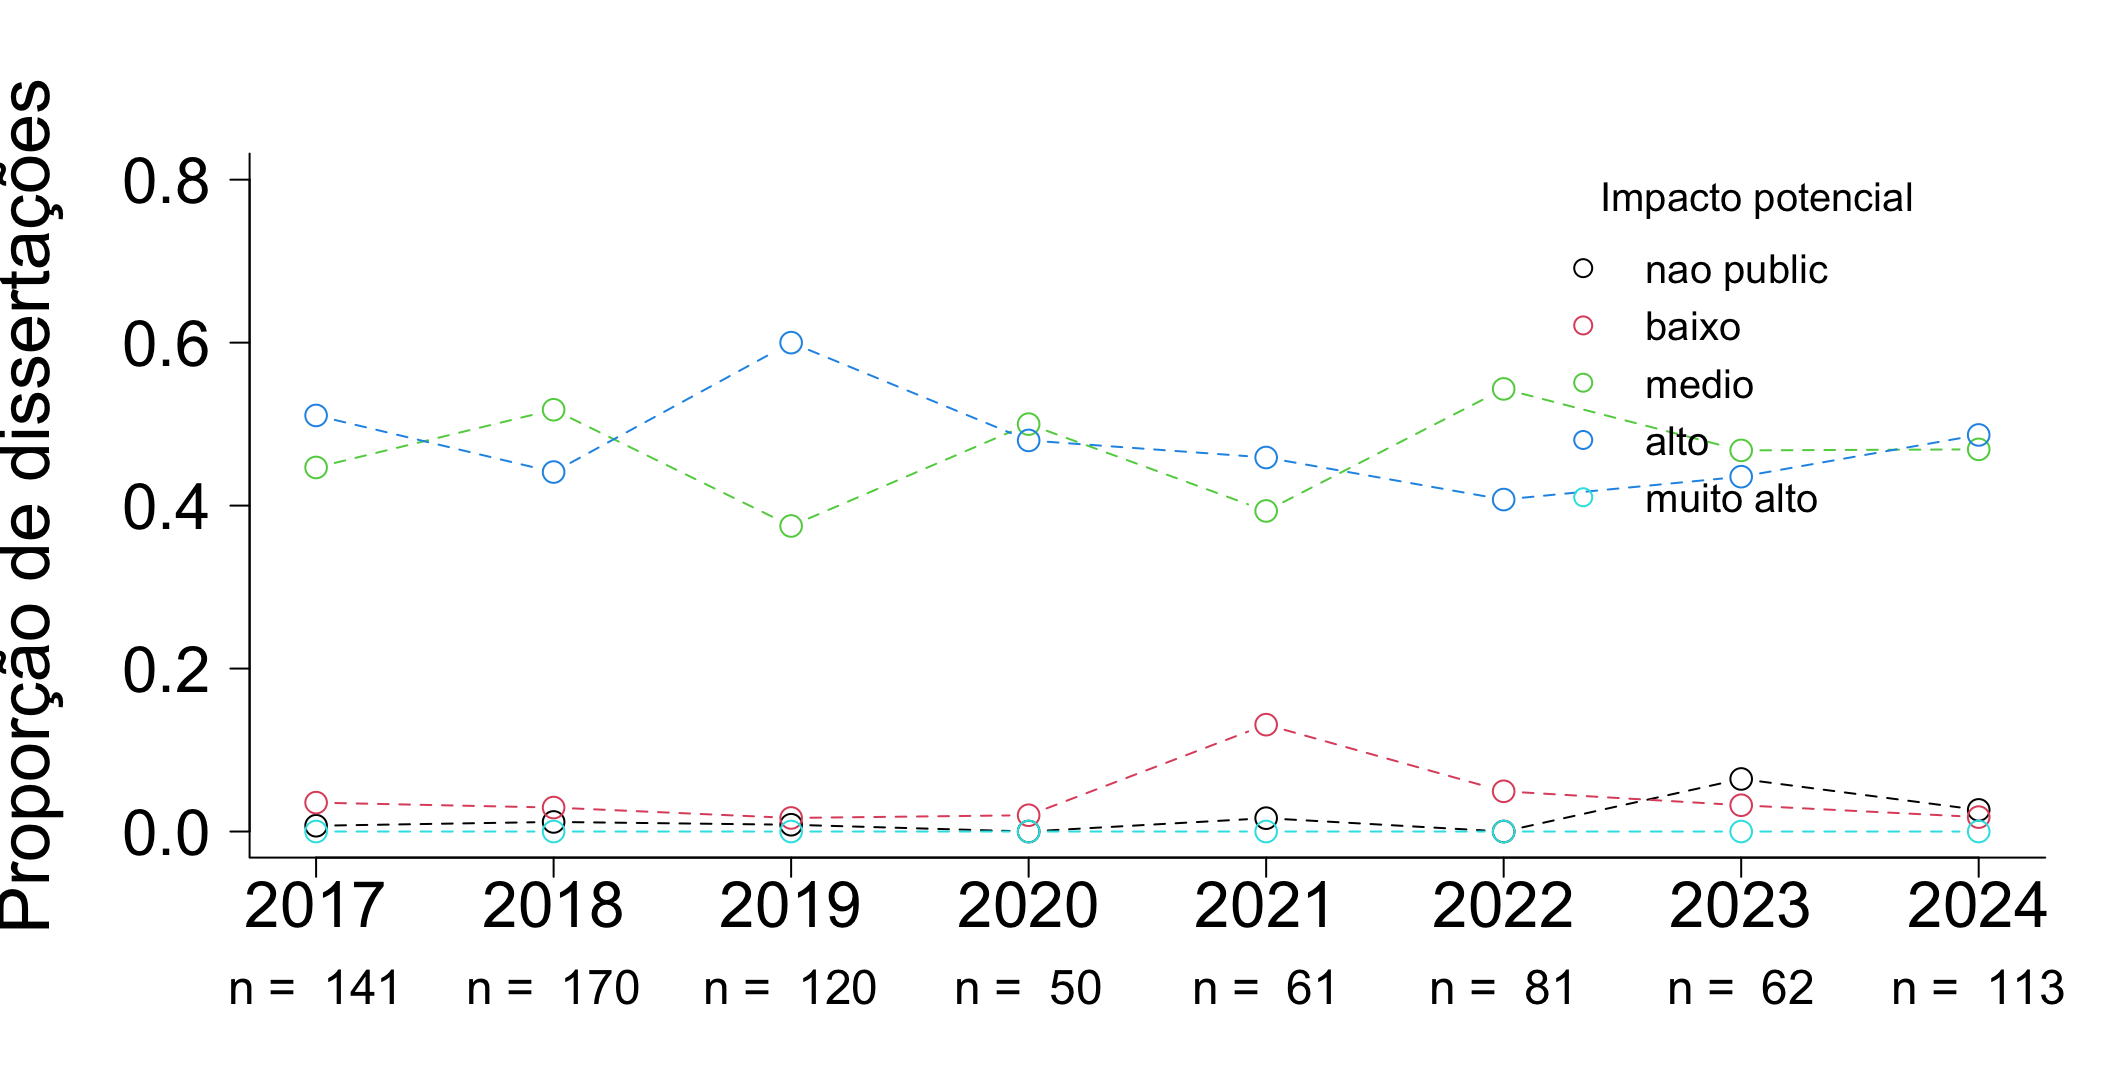 Proporção de dissertações
0.8
0.6
0.4
0.2
0.0
Impacto potencial
nao public
baixo
medio
alto
muito alto
2017 2018 2019 2020 2021 2022 2023 2024
n = 141 n = 170 n = 120 n = 50 n = 61 n = 81 n = 62 n = 113